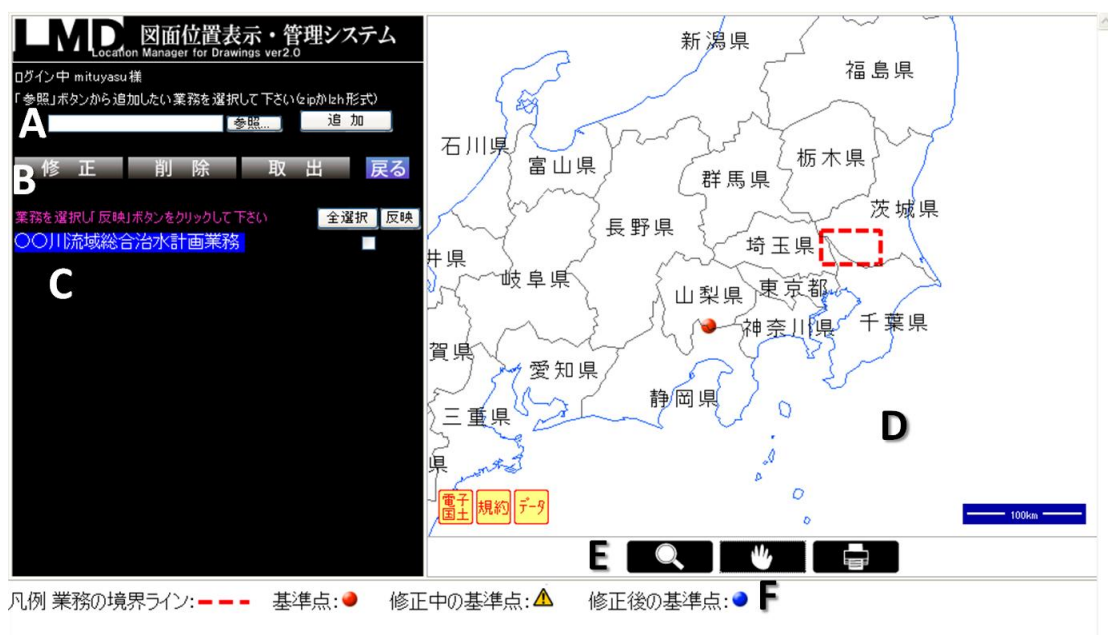 LMD 図面位置表示・管理システム
Location Manager for Drawings ver2.0
ログイン中 mituyasu 様
「参照」ボタンから追加したい業務を選択して下さい(zipかlzh形式)
A
参照...
追 加
B
修 正
削 除
取 出
戻る
業務を選択し「反映」ボタンをクリックして下さい
全選択
反映
○○川流域総合治水計画業務
C
新潟県
福島県
石川県
富山県
栃木県
群馬県
茨城県
長野県
埼玉県
井県
岐阜県
山梨県
東京都
神奈川県
千葉県
賀県
愛知県
静岡県
三重県
D
県
電子国土
規約
データ
100km
E
凡例 業務の境界ライン:
基準点:
修正中の基準点:
修正後の基準点:
F